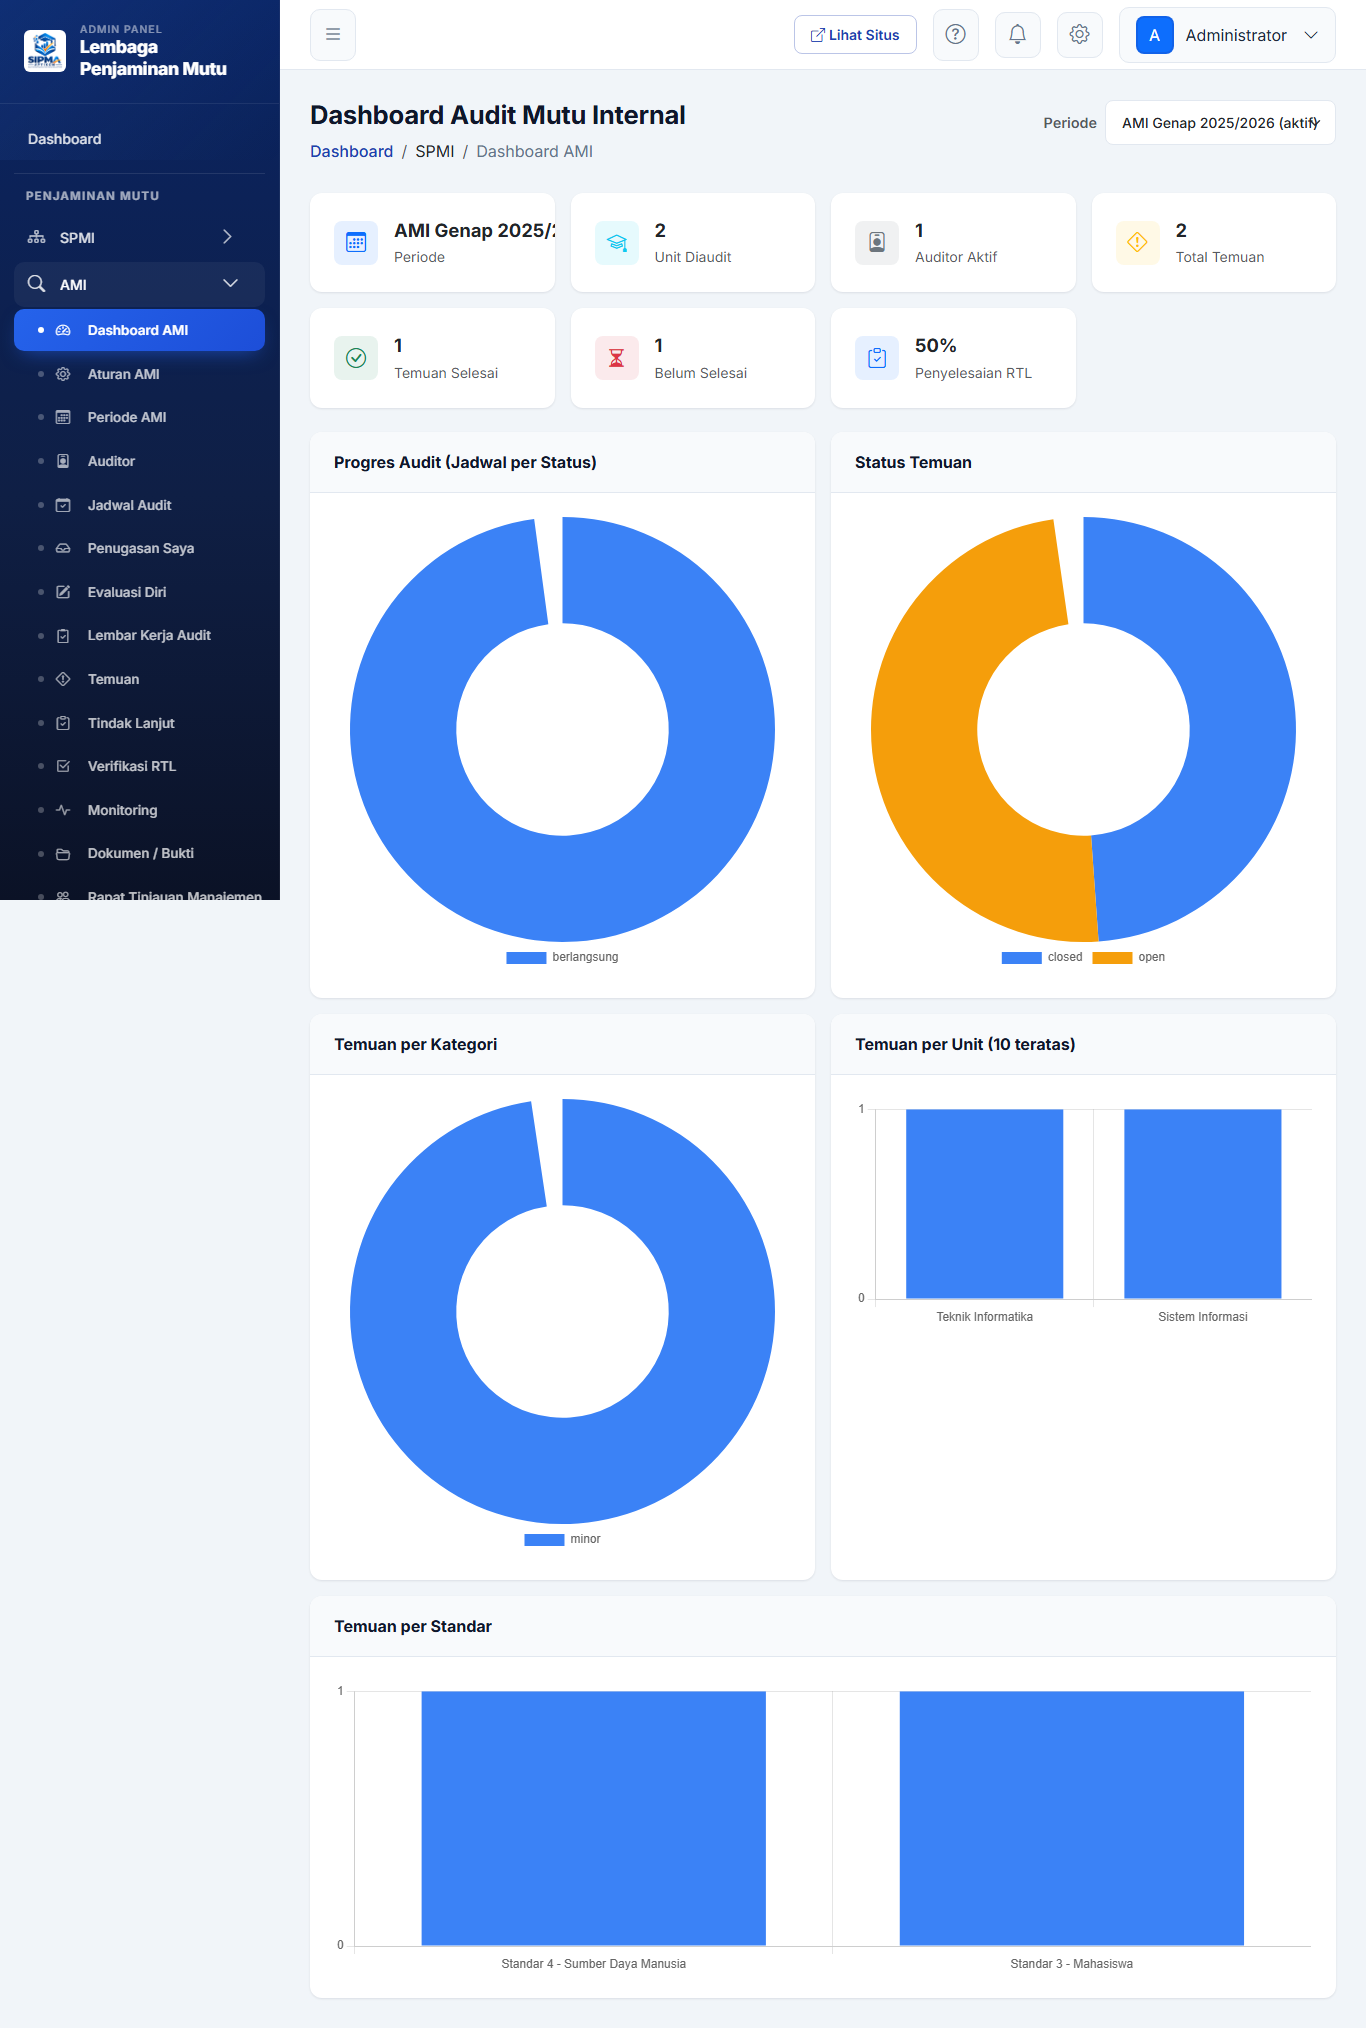 ADMIN PANEL
Lembaga
Penjaminan Mutu
SIPMA
Lihat Situs
A
Administrator
Dashboard
PENJAMINAN MUTU
SPMI
AMI
Dashboard AMI
Aturan AMI
Periode AMI
Auditor
Jadwal Audit
Penugasan Saya
Evaluasi Diri
Lembar Kerja Audit
Temuan
Tindak Lanjut
Verifikasi RTL
Monitoring
Dokumen / Bukti
Rapat Tinjauan Manajemen
Dashboard Audit Mutu Internal
Dashboard / SPMI / Dashboard AMI
Periode
AMI Genap 2025/2026 (aktif)
AMI Genap 2025/2
Periode
2
Unit Diaudit
1
Auditor Aktif
2
Total Temuan
1
Temuan Selesai
1
Belum Selesai
50%
Penyelesaian RTL
Progres Audit (Jadwal per Status)
berlangsung
Status Temuan
closed
open
Temuan per Kategori
minor
Temuan per Unit (10 teratas)
1
0
Teknik Informatika
Sistem Informasi
Temuan per Standar
1
0
Standar 4 - Sumber Daya Manusia
Standar 3 - Mahasiswa